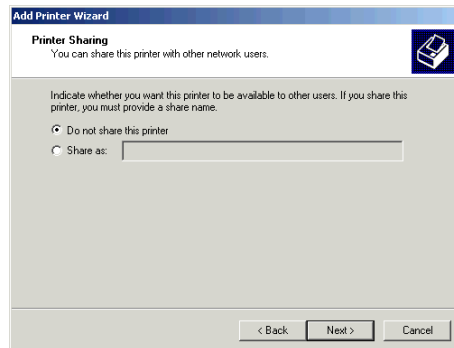 Add Printer Wizard
Printer Sharing
You can share this printer with other network users.
Indicate whether you want this printer to be available to other users. If you share this
printer, you must provide a share name.
Do not share this printer
Share as:
< Back
Next >
Cancel